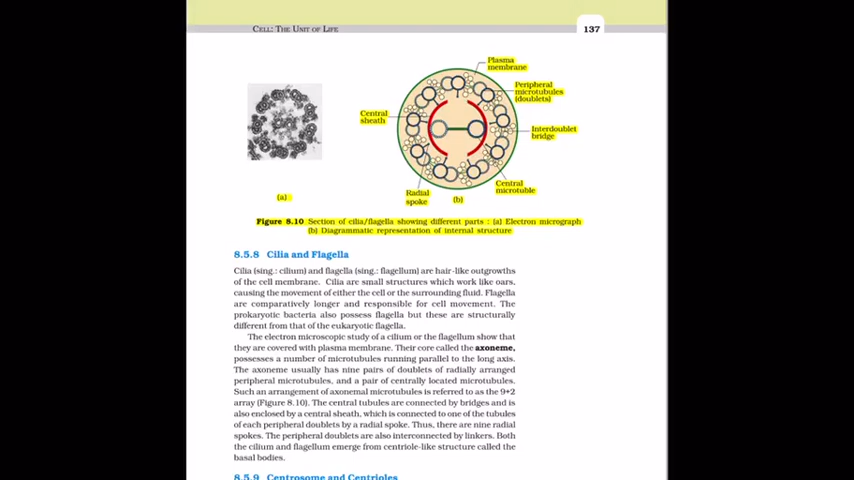 CELL: THE UNIT OF LIFE
137
Plasma
membrane
Peripheral
microtubules
(doublets)
Central
sheath
Interdoublet
bridge
Central
microtuble
Radial
spoke
(a)
(b)
Figure 8.10 Section of cilia/flagella showing different parts : (a) Electron micrograph
(b) Diagrammatic representation of internal structure
8.5.8 Cilia and Flagella
Cilia (sing.: cilium) and flagella (sing.: flagellum) are hair-like outgrowths
of the cell membrane. Cilia are small structures which work like oars,
causing the movement of either the cell or the surrounding fluid. Flagella
are comparatively longer and responsible for cell movement. The
prokaryotic bacteria also possess flagella but these are structurally
different from that of the eukaryotic flagella.
The electron microscopic study of a cilium or the flagellum show that
they are covered with plasma membrane. Their core called the axoneme,
possesses a number of microtubules running parallel to the long axis.
The axoneme usually has nine pairs of doublets of radially arranged
peripheral microtubules, and a pair of centrally located microtubules.
Such an arrangement of axonemal microtubules is referred to as the 9+2
array (Figure 8.10). The central tubules are connected by bridges and is
also enclosed by a central sheath, which is connected to one of the tubules
of each peripheral doublets by a radial spoke. Thus, there are nine radial
spokes. The peripheral doublets are also interconnected by linkers. Both
the cilium and flagellum emerge from centriole-like structure called the
basal bodies.
8.5.9 Centrosome and Centrioles